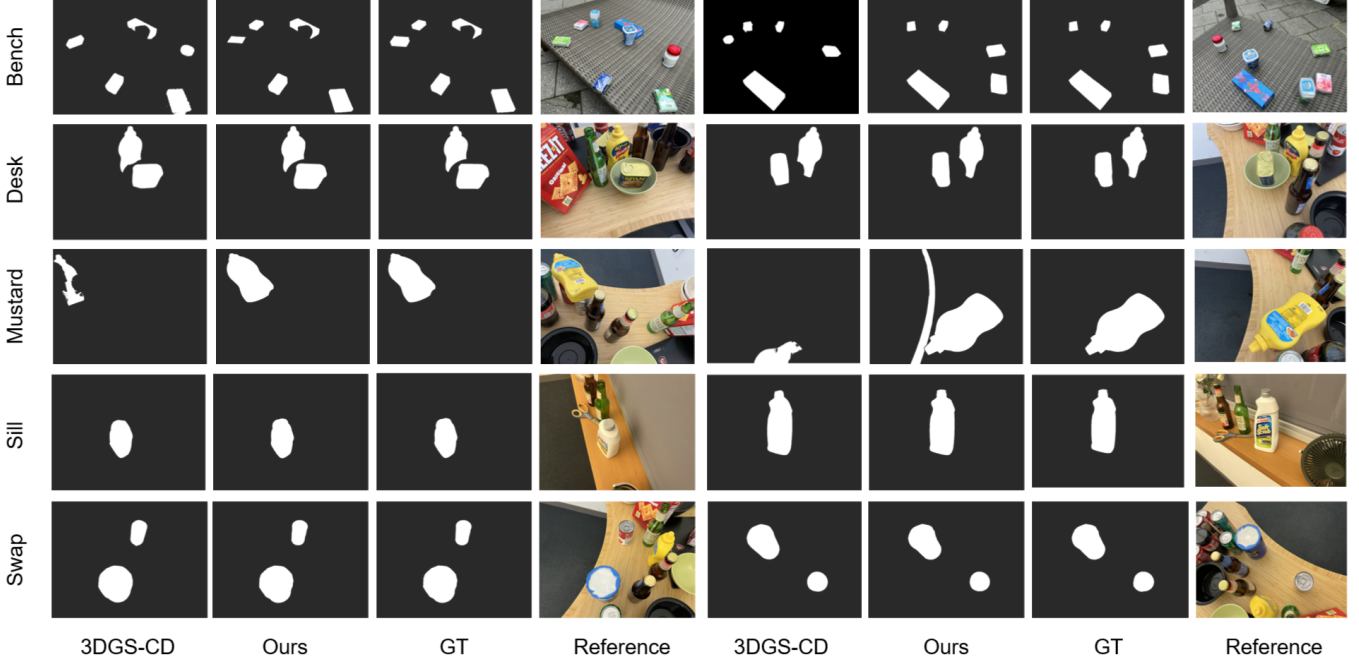 Bench
Desk
Mustard
Sill
Swap
3DGS-CD Ours GT Reference 3DGS-CD Ours GT Reference